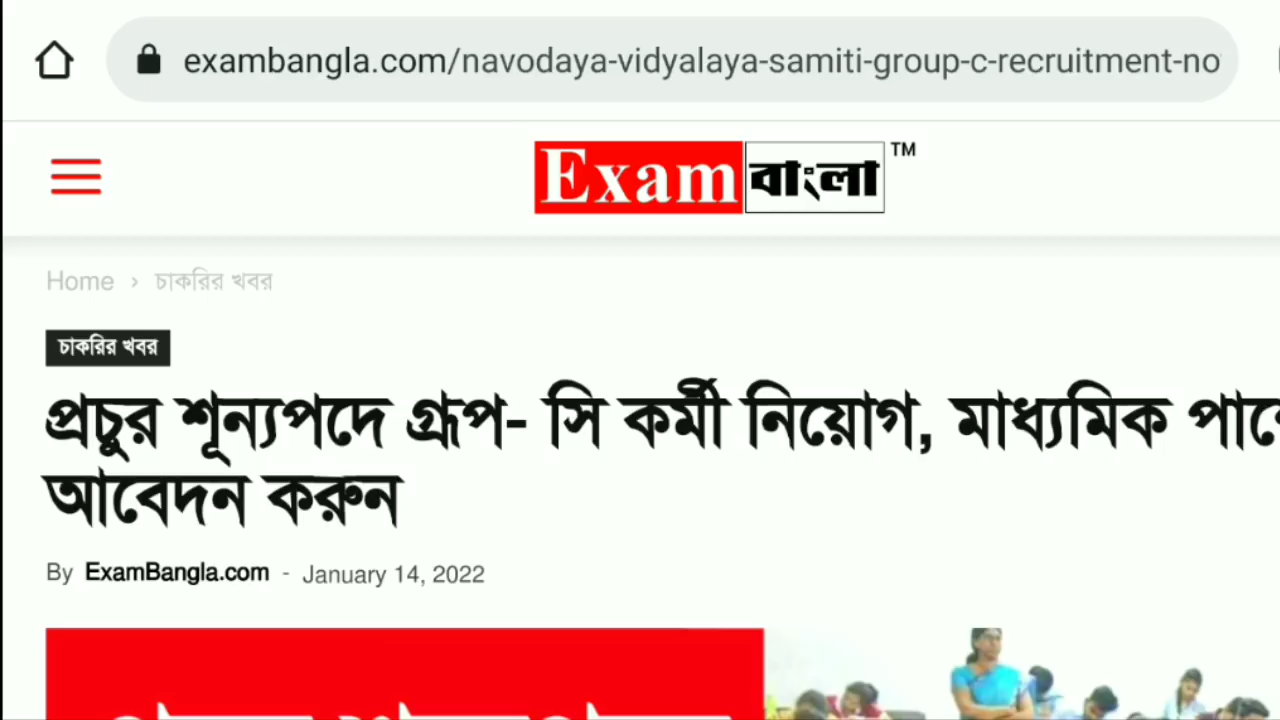 exambangla.com/navodaya-vidyalaya-samiti-group-c-recruitment-no
Exam বাংলা ™
Home › চাকরির খবর
চাকরির খবর
প্রচুর শূন্যপদে গ্রূপ- সি কর্মী নিয়োগ, মাধ্যমিক
আবেদন করুন
By ExamBangla.com - January 14, 2022